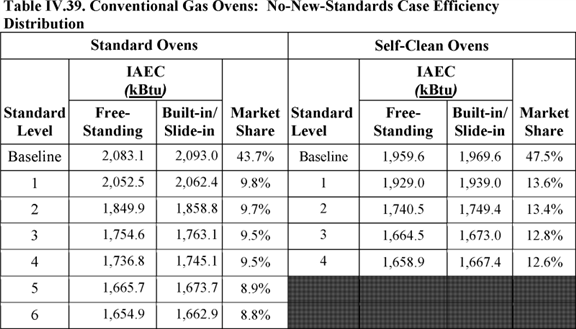 Table IV.39. Conventional Gas Ovens: No-New-Standards Case Efficiency
Distribution
Standard Ovens Self-Clean Ovens
IAEC IAEC
(kBtu) (kBtu)
Standard Free- Built-in/ Market Standard Free- Built-in/ Market
Level Standing Slide-in Share Level Standing Slide-in Share
Baseline 2,083.1 2,093.0 43.7% Baseline 1,959.6 1,969.6 47.5%
1 2,052.5 2,062.4 9.8% 1 1,929.0 1,939.0 13.6%
2 1,849.9 1,858.8 9.7% 2 1,740.5 1,749.4 13.4%
3 1,754.6 1,763.1 9.5% 3 1,664.5 1,673.0 12.8%
4 1,736.8 1,745.1 9.5% 4 1,658.9 1,667.4 12.6%
5 1,665.7 1,673.7 8.9%
6 1,654.9 1,662.9 8.8%